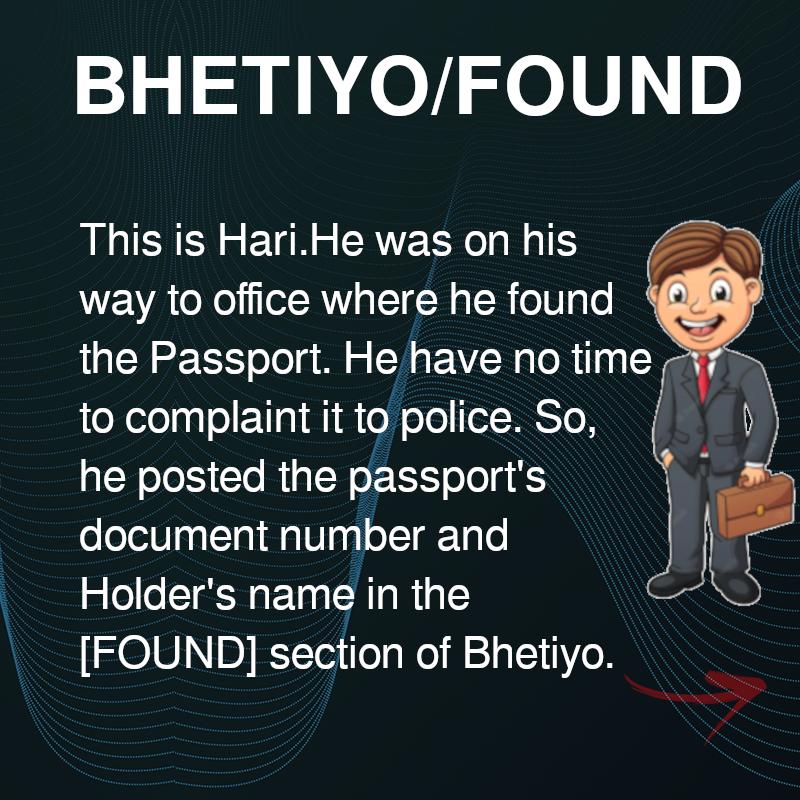 BHETIYO/FOUND
This is Hari.He was on his
way to office where he found
the Passport. He have no time
to complaint it to police. So,
he posted the passport's
document number and
Holder's name in the
[FOUND] section of Bhetiyo.